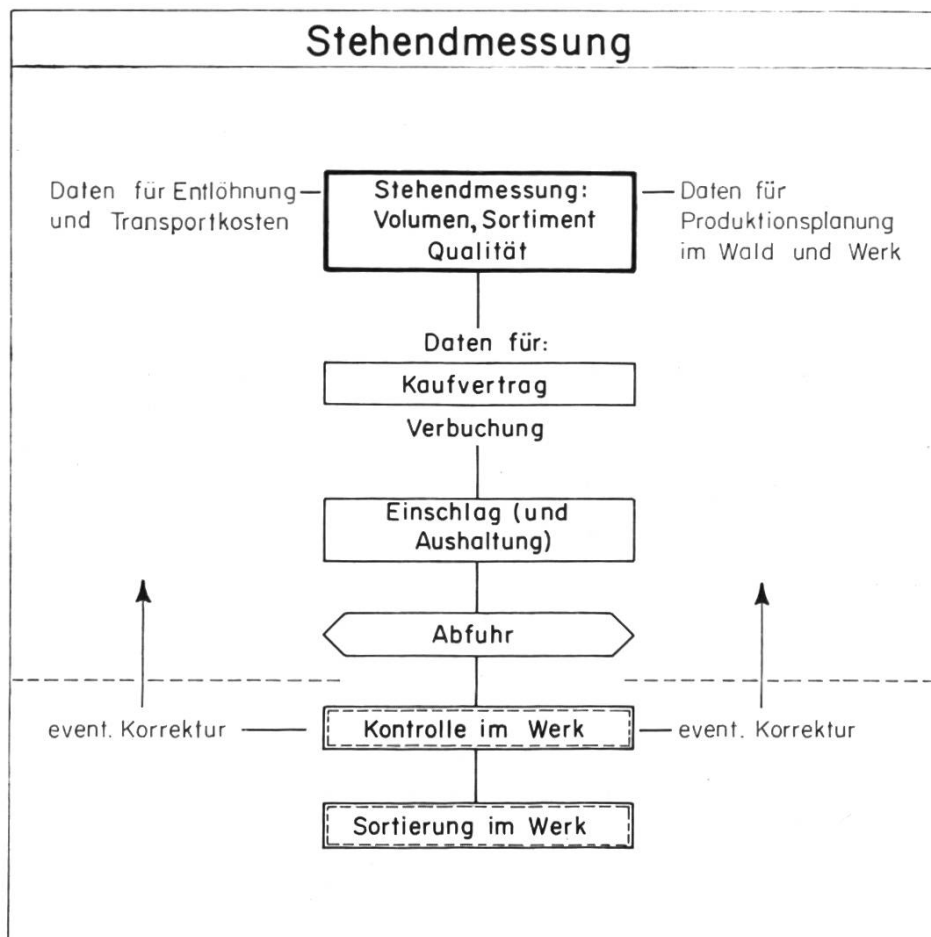 Stehendmessung
Daten für Entlöhnung
und Transportkosten
Stehendmessung:
Volumen, Sortiment
Qualität
Daten für
Produktionsplanung
im Wald und Werk
Daten für:
Kaufvertrag
Verbuchung
Einschlag (und
Aushaltung)
Abfuhr
event. Korrektur
Kontrolle im Werk
event. Korrektur
Sortierung im Werk